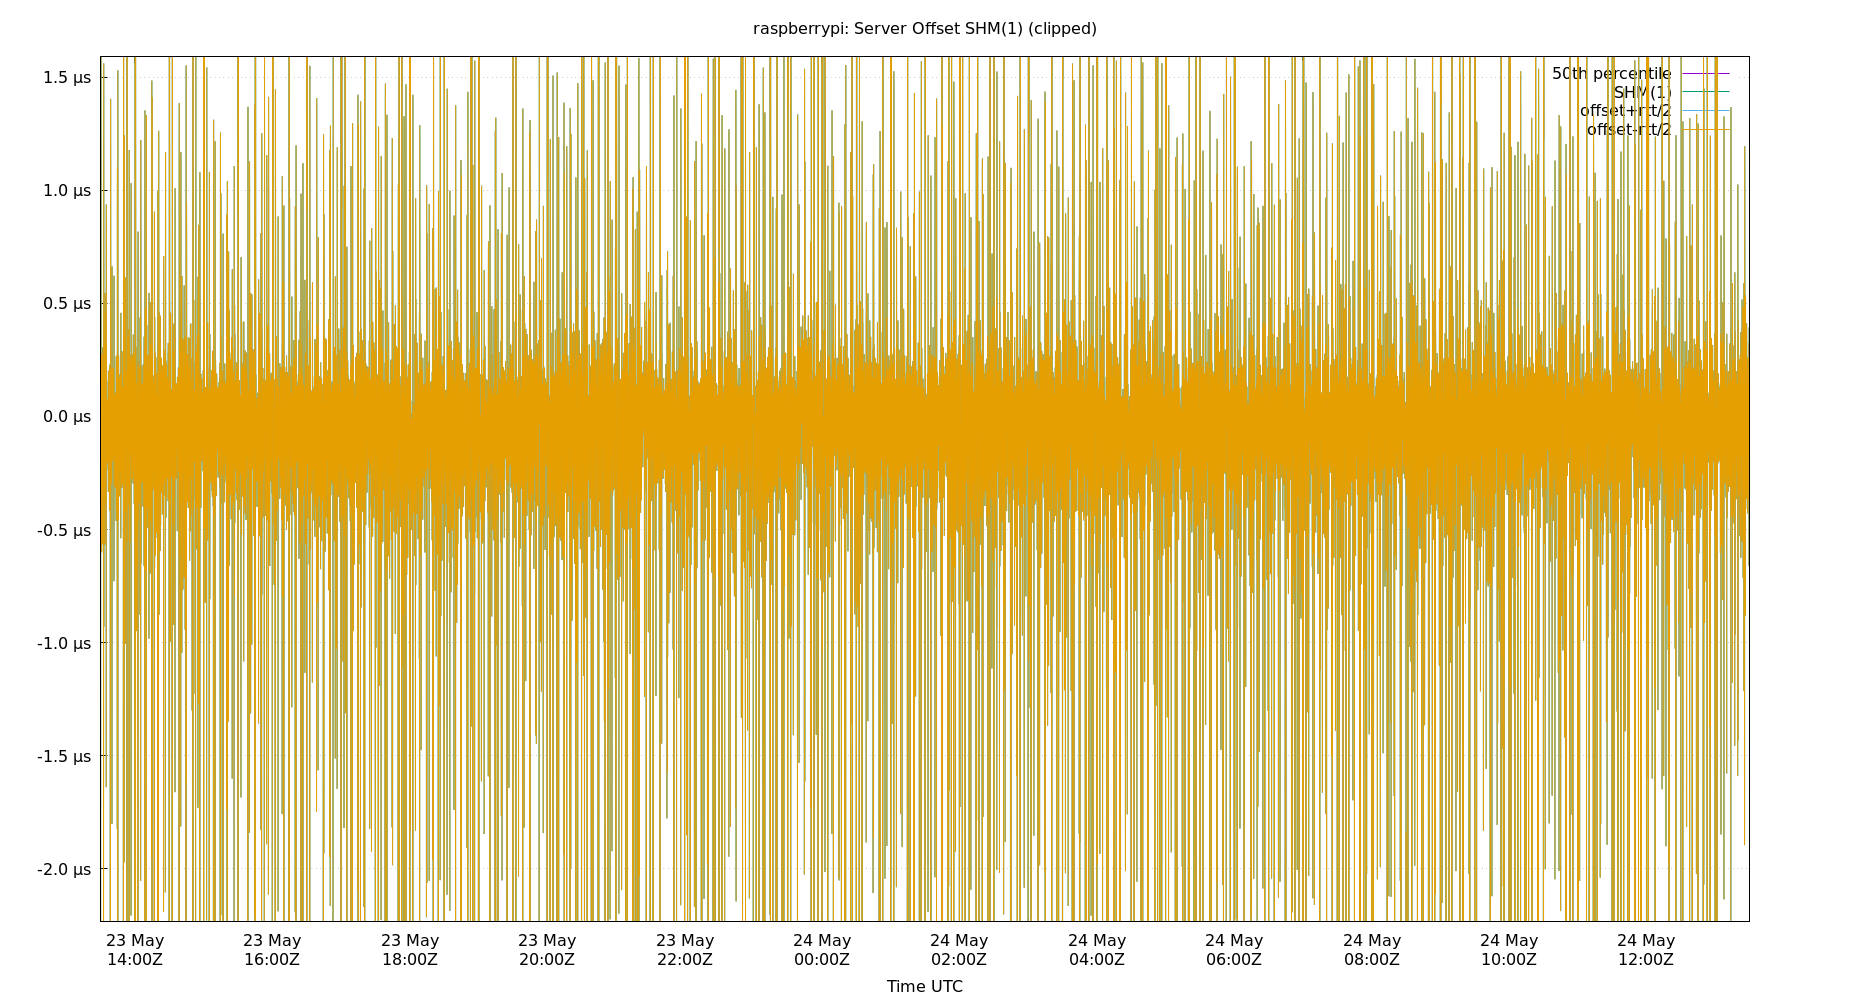 raspberrypi: Server Offset SHM(1) (clipped)
1.5 µs
1.0 µs
0.5 µs
0.0 µs
-0.5 µs
-1.0 µs
-1.5 µs
-2.0 µs
50th percentile
SHM(1)
offset+rtt/2
offset-rtt/2
23 May 23 May 23 May 23 May 23 May 24 May 24 May 24 May 24 May 24 May 24 May 24 May
14:00Z 16:00Z 18:00Z 20:00Z 22:00Z 00:00Z 02:00Z 04:00Z 06:00Z 08:00Z 10:00Z 12:00Z
Time UTC